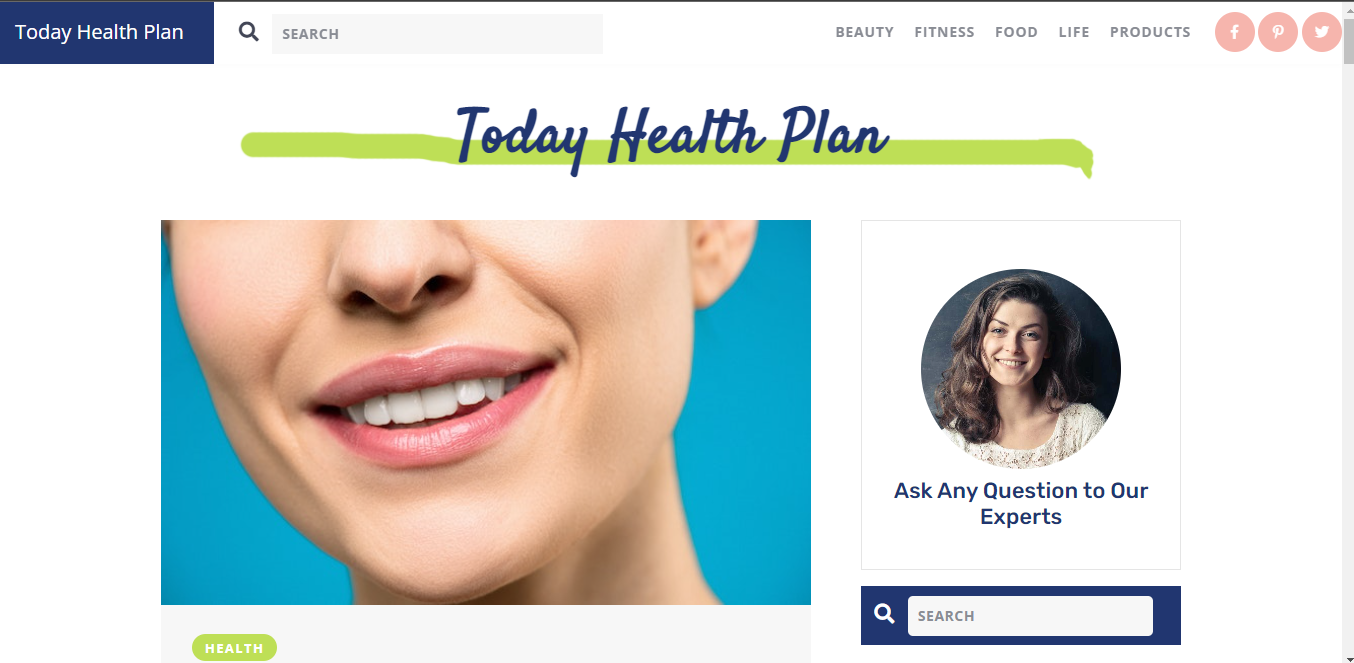 Today Health Plan
SEARCH
BEAUTY FITNESS FOOD LIFE PRODUCTS
Today Health Plan
Ask Any Question to Our
Experts
SEARCH
HEALTH